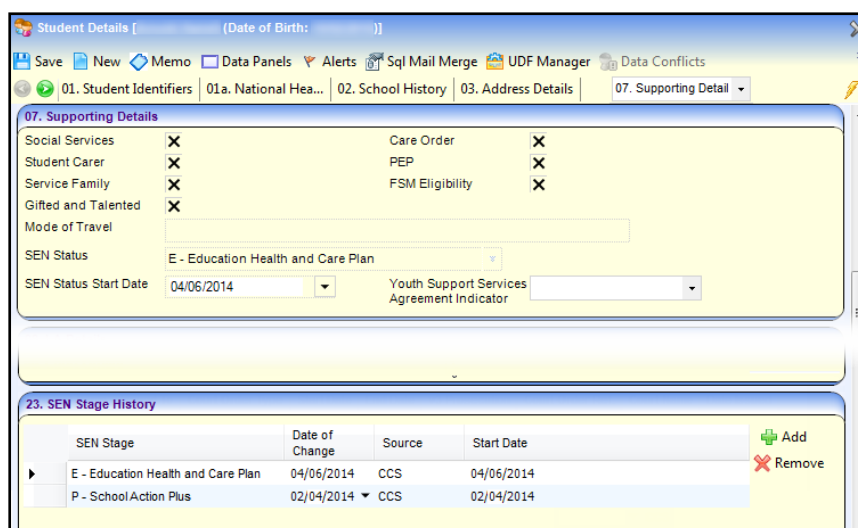 Student Details [ (Date of Birth: )]
Save New Memo Data Panels Alerts Sql Mail Merge UDF Manager Data Conflicts
01. Student Identifiers 01a. National Hea... 02. School History 03. Address Details 07. Supporting Detail
07. Supporting Details
Social Services Care Order
Student Carer PEP
Service Family FSM Eligibility
Gifted and Talented
Mode of Travel
SEN Status E - Education Health and Care Plan
SEN Status Start Date 04/06/2014 Youth Support Services
Agreement Indicator
23. SEN Stage History
SEN Stage Date of Change Source Start Date Add
E - Education Health and Care Plan 04/06/2014 CCS 04/06/2014 Remove
P - School Action Plus 02/04/2014 CCS 02/04/2014